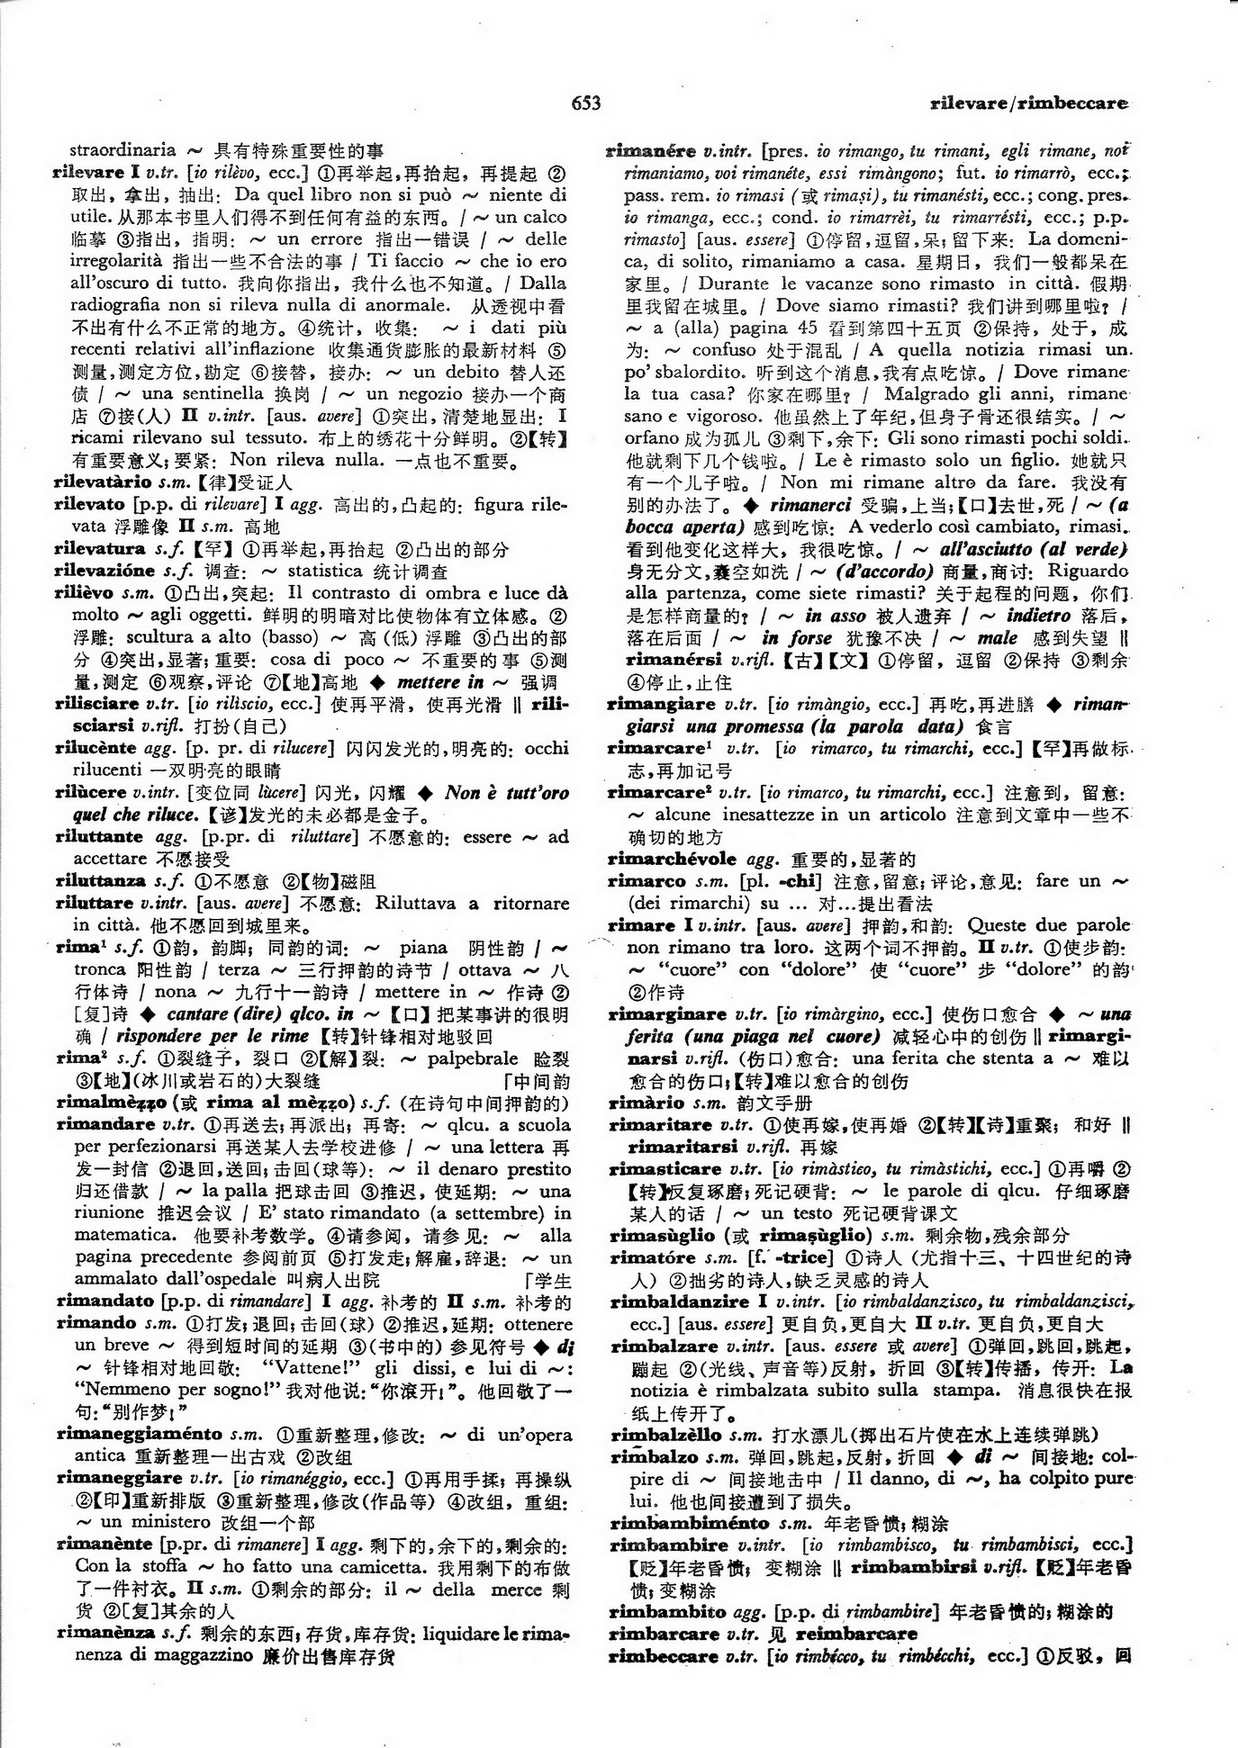 653
rilevare/rimbeccare
straordinaria ~ 具有特殊重要性的事
rilevare I v.tr. [io rilèvo, ecc.] ①再举起,再抬起，再提起 ②
取出，拿出，抽出: Da quel libro non si può ~ niente di
utile. 从那本书里人们得不到任何有益的东西。/ ~ un calco
临摹 ③指出，指明: ~ un errore 指出一错误 / ~ delle
irregolarità 指出一些不合法的事 / Ti faccio ~ che io ero
all'oscuro di tutto. 我向你指出，我什么也不知道。/ Dalla
radiografia non si rileva nulla di anormale. 从透视中看
不出有什么不正常的地方。④统计，收集: ~ i dati più
recenti relativi all'inflazione 收集通货膨胀的最新材料 ⑤
测量,测定方位,勘定 ⑥接替，接办: ~ un debito 替人还
债 / ~ una sentinella 换岗 / ~ un negozio 接办一个商
店 ⑦接(人) II v.intr. [aus. avere] ①突出,清楚地显出: I
ricami rilevano sul tessuto. 布上的绣花十分鲜明。②【转】
有重要意义;要紧: Non rileva nulla. 一点也不重要。
rilevatàrio s.m.【律】受证人
rilevato [p.p. di rilevare] I agg. 高出的,凸起的: figura rile-
vata 浮雕像 II s.m. 高地
rilevatura s.f.【罕】①再举起,再抬起 ②凸出的部分
rilevazióne s.f. 调查: ~ statistica 统计调查
rilièvo s.m. ①凸出,突起: Il contrasto di ombra e luce dà
molto ~ agli oggetti. 鲜明的明暗对比使物体有立体感。②
浮雕: scultura a alto (basso) ~ 高(低)浮雕 ③凸出的部
分 ④突出,显著;重要: cosa di poco ~ 不重要的事 ⑤测
量,测定 ⑥观察,评论 ⑦【地】高地 ◆ mettere in ~ 强调
rilisciare v.tr. [io riliscio, ecc.] 使再平滑，使再光滑 ‖ rili-
sciarsi v.rifl. 打扮(自己)
rilucènte agg. [p. pr. di rilucere] 闪闪发光的,明亮的: occhi
rilucenti 一双明亮的眼睛
rilùcere v.intr. [变位同 lùcere] 闪光，闪耀 ◆ Non è tutt'oro
quel che riluce.【谚】发光的未必都是金子。
riluttante agg. [p.pr. di riluttare] 不愿意的: essere ~ ad
accettare 不愿接受
riluttanza s.f. ①不愿意 ②【物】磁阻
riluttare v.intr. [aus. avere] 不愿意: Riluttava a ritornare
in città. 他不愿回到城里来。
rima¹ s.f. ①韵，韵脚; 同韵的词: ~ piana 阴性韵 / ~
tronca 阳性韵 / terza ~ 三行押韵的诗节 / ottava ~ 八
行体诗 / nona ~ 九行十一韵诗 / mettere in ~ 作诗 ②
[复]诗 ◆ cantare (dire) qlco. in ~【口】把某事讲的很明
确 / rispondere per le rime【转】针锋相对地驳回
rima² s.f. ①裂缝子，裂口 ②【解】裂: ~ palpebrale 睑裂
③【地】(冰川或岩石的)大裂缝 「中间韵
rimalmèzzo (或 rima al mèzzo) s.f. (在诗句中间押韵的)
rimandare v.tr. ①再送去;再派出; 再寄: ~ qlcu. a scuola
per perfezionarsi 再送某人去学校进修 / ~ una lettera 再
发一封信 ②退回,送回;击回(球等): ~ il denaro prestito
归还借款 / ~ la palla 把球击回 ③推迟，使延期: ~ una
riunione 推迟会议 / E' stato rimandato (a settembre) in
matematica. 他要补考数学。④请参阅，请参见: ~ alla
pagina precedente 参阅前页 ⑤打发走;解雇,辞退: ~ un
ammalato dall'ospedale 叫病人出院 「学生
rimandato [p.p. di rimandare] I agg. 补考的 II s.m. 补考的
rimando s.m. ①打发;退回;击回(球) ②推迟,延期: ottenere
un breve ~ 得到短时间的延期 ③(书中的) 参见符号 ◆ di
~ 针锋相对地回敬: “Vattene!” gli dissi, e lui di ~:
“Nemmeno per sogno!”我对他说:“你滚开!”。他回敬了一
句:“别作梦!”
rimaneggiaménto s.m. ①重新整理,修改: ~ di un'opera
antica 重新整理一出古戏 ②改组
rimaneggiare v.tr. [io rimanéggio, ecc.] ①再用手揉; 再操纵
②【印】重新排版 ③重新整理,修改(作品等) ④改组，重组:
~ un ministero 改组一个部
rimanènte [p.pr. di rimanere] I agg. 剩下的,余下的,剩余的:
Con la stoffa ~ ho fatto una camicetta. 我用剩下的布做
了一件衬衣。II s.m. ①剩余的部分: il ~ della merce 剩
货 ②[复]其余的人
rimanènza s.f. 剩余的东西;存货,库存货: liquidare le rima-
nenza di maggazzino 廉价出售库存货
rimanére v.intr. [pres. io rimango, tu rimani, egli rimane, noi
rimaniamo, voi rimanéte, essi rimàngono; fut. io rimarrò, ecc.;
pass. rem. io rimasi (或 rimaşi), tu rimanésti, ecc.; cong. pres.
io rimanga, ecc.; cond. io rimarrèi, tu rimarrésti, ecc.; p.p.
rimasto] [aus. essere] ①停留,逗留,呆;留下来: La domeni-
ca, di solito, rimaniamo a casa. 星期日，我们一般都呆在
家里。/ Durante le vacanze sono rimasto in città. 假期
里我留在城里。/ Dove siamo rimasti? 我们讲到哪里啦? /
~ a (alla) pagina 45 看到第四十五页 ②保持，处于，成
为: ~ confuso 处于混乱 / A quella notizia rimasi un
po' sbalordito. 听到这个消息,我有点吃惊。/ Dove rimane
la tua casa? 你家在哪里? / Malgrado gli anni, rimane
sano e vigoroso. 他虽然上了年纪,但身子骨还很结实。/ ~
orfano 成为孤儿 ③剩下,余下: Gli sono rimasti pochi soldi.
他就剩下几个钱啦。/ Le è rimasto solo un figlio. 她就只
有一个儿子啦。/ Non mi rimane altro da fare. 我没有
别的办法了。◆ rimanerci 受骗,上当;【口】去世,死 / ~ (a
bocca aperta) 感到吃惊: A vederlo così cambiato, rimasi.
看到他变化这样大，我很吃惊。/ ~ all'asciutto (al verde)
身无分文,囊空如洗 / ~ (d'accordo) 商量,商讨: Riguardo
alla partenza, come siete rimasti? 关于起程的问题，你们
是怎样商量的? / ~ in asso 被人遗弃 / ~ indietro 落后,
落在后面 / ~ in forse 犹豫不决 / ~ male 感到失望 ‖
rimanérsi v.rifl.【古】【文】①停留，逗留 ②保持 ③剩余
④停止,止住
rimangiare v.tr. [io rimàngio, ecc.] 再吃,再进膳 ◆ riman-
giarsi una promessa (la parola data) 食言
rimarcare¹ v.tr. [io rimarco, tu rimarchi, ecc.]【罕】再做标
志,再加记号
rimarcare² v.tr. [io rimarco, tu rimarchi, ecc.] 注意到，留意:
~ alcune inesattezze in un articolo 注意到文章中一些不
确切的地方
rimarchévole agg. 重要的,显著的
rimarco s.m. [pl. -chi] 注意,留意;评论,意见: fare un ~
(dei rimarchi) su … 对…提出看法
rimare I v.intr. [aus. avere] 押韵,和韵: Queste due parole
non rimano tra loro. 这两个词不押韵。II v.tr. ①使步韵:
~ “cuore” con “dolore” 使 “cuore” 步 “dolore” 的韵
②作诗
rimarginare v.tr. [io rimàrgino, ecc.] 使伤口愈合 ◆ ~ una
ferita (una piaga nel cuore) 减轻心中的创伤 ‖ rimargi-
narsi v.rifl. (伤口)愈合: una ferita che stenta a ~ 难以
愈合的伤口;【转】难以愈合的创伤
rimàrio s.m. 韵文手册
rimaritare v.tr. ①使再嫁,使再婚 ②【转】【诗】重聚; 和好 ‖
rimaritarsi v.rifl. 再嫁
rimasticare v.tr. [io rimàstico, tu rimàstichi, ecc.] ①再嚼 ②
【转】反复琢磨;死记硬背: ~ le parole di qlcu. 仔细琢磨
某人的话 / ~ un testo 死记硬背课文
rimasùglio (或 rimaşùglio) s.m. 剩余物,残余部分
rimatóre s.m. [f. -trice] ①诗人 (尤指十三、十四世纪的诗
人) ②拙劣的诗人,缺乏灵感的诗人
rimbaldanzire I v.intr. [io rimbaldanzisco, tu rimbaldanzisci,
ecc.] [aus. essere] 更自负,更自大 II v.tr. 更自负,更自大
rimbalzare v.intr. [aus. essere 或 avere] ①弹回,跳回,跳起,
蹦起 ②(光线、声音等)反射，折回 ③【转】传播，传开: La
notizia è rimbalzata subito sulla stampa. 消息很快在报
纸上传开了。
rimbalzèllo s.m. 打水漂儿(掷出石片使在水上连续弹跳)
rimbalzo s.m. 弹回,跳起,反射，折回 ◆ di ~ 间接地: col-
pire di ~ 间接地击中 / Il danno, di ~, ha colpito pure
lui. 他也间接遭到了损失。
rimbambiménto s.m. 年老昏愦; 糊涂
rimbambire v.intr. [io rimbambisco, tu rimbambisci, ecc.]
【贬】年老昏愦; 变糊涂 ‖ rimbambirsi v.rifl.【贬】年老昏
愦; 变糊涂
rimbambito agg. [p.p. di rimbambire] 年老昏愦的; 糊涂的
rimbarcare v.tr. 见 reimbarcare
rimbeccare v.tr. [io rimbécco, tu rimbécchi, ecc.] ①反驳，回